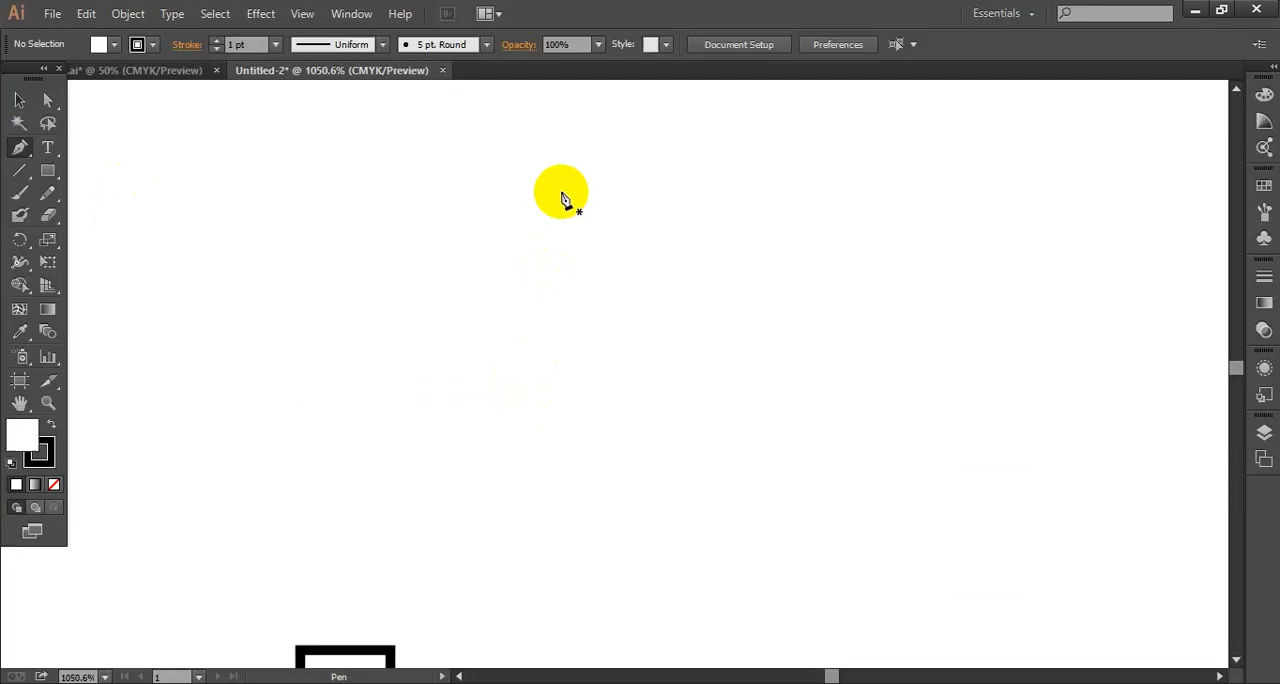 Ai File Edit Object Type Select Effect View Window Help Br Essentials
No Selection Stroke: 1 pt Uniform 5 pt. Round Opacity: 100% Style: Document Setup Preferences
.ai* @ 50% (CMYK/Preview) × Untitled-2* @ 1050.6% (CMYK/Preview) ×
T
1050.6% 1 Pen